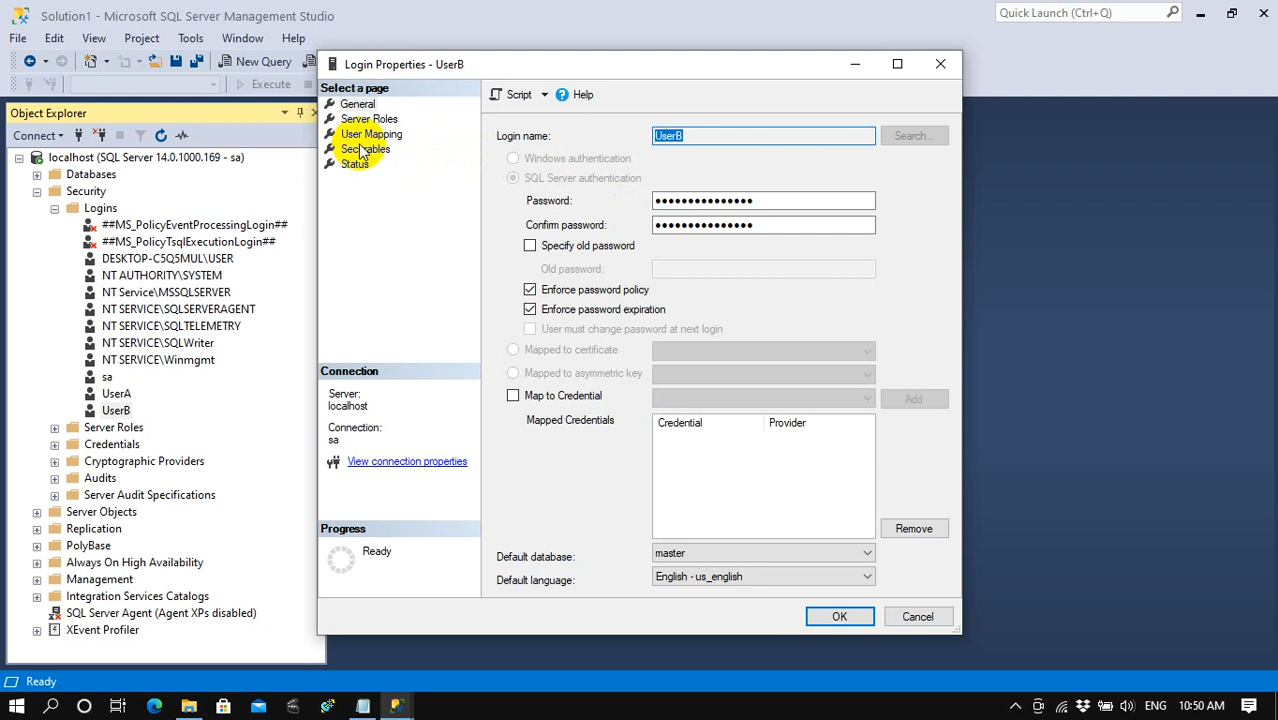 Solution1 - Microsoft SQL Server Management Studio
Quick Launch (Ctrl+Q)
File Edit View Project Tools Window Help
New Query
Execute
Object Explorer
Connect
localhost (SQL Server 14.0.1000.169 - sa)
Databases
Security
Logins
##MS_PolicyEventProcessingLogin##
##MS_PolicyTsqlExecutionLogin##
DESKTOP-C5Q5MUL\USER
NT AUTHORITY\SYSTEM
NT Service\MSSQLSERVER
NT SERVICE\SQLSERVERAGENT
NT SERVICE\SQLTELEMETRY
NT SERVICE\SQLWriter
NT SERVICE\Winmgmt
sa
UserA
UserB
Server Roles
Credentials
Cryptographic Providers
Audits
Server Audit Specifications
Server Objects
Replication
PolyBase
Always On High Availability
Management
Integration Services Catalogs
SQL Server Agent (Agent XPs disabled)
XEvent Profiler
Login Properties - UserB
Select a page
General
Server Roles
User Mapping
Securables
Status
Connection
Server:
localhost
Connection:
sa
View connection properties
Progress
Ready
Script Help
Login name: UserB Search...
Windows authentication
SQL Server authentication
Password: ●●●●●●●●●●●●●●●
Confirm password: ●●●●●●●●●●●●●●●
Specify old password
Old password:
Enforce password policy
Enforce password expiration
User must change password at next login
Mapped to certificate
Mapped to asymmetric key
Map to Credential Add
Mapped Credentials Credential Provider
Remove
Default database: master
Default language: English - us_english
OK Cancel
Ready
ENG 10:50 AM